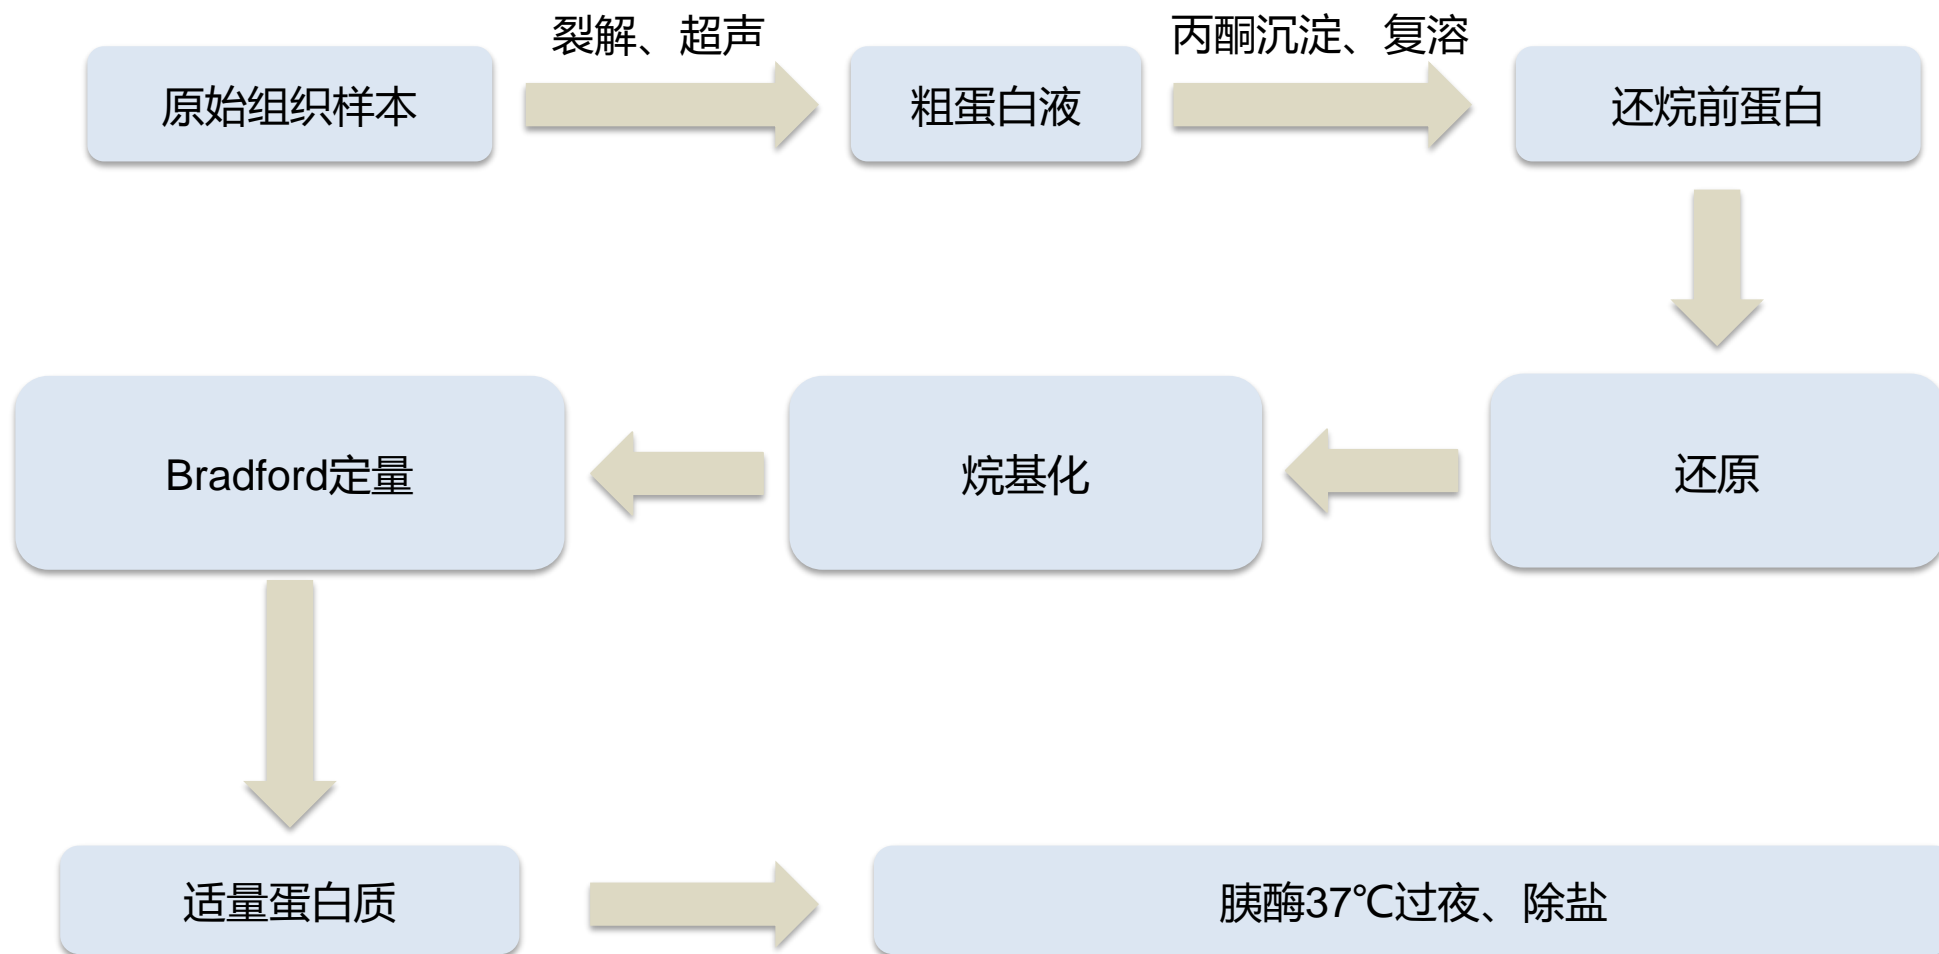 裂解、超声
丙酮沉淀、复溶
原始组织样本
粗蛋白液
还烷前蛋白
Bradford定量
烷基化
还原
适量蛋白质
胰酶37℃过夜、除盐